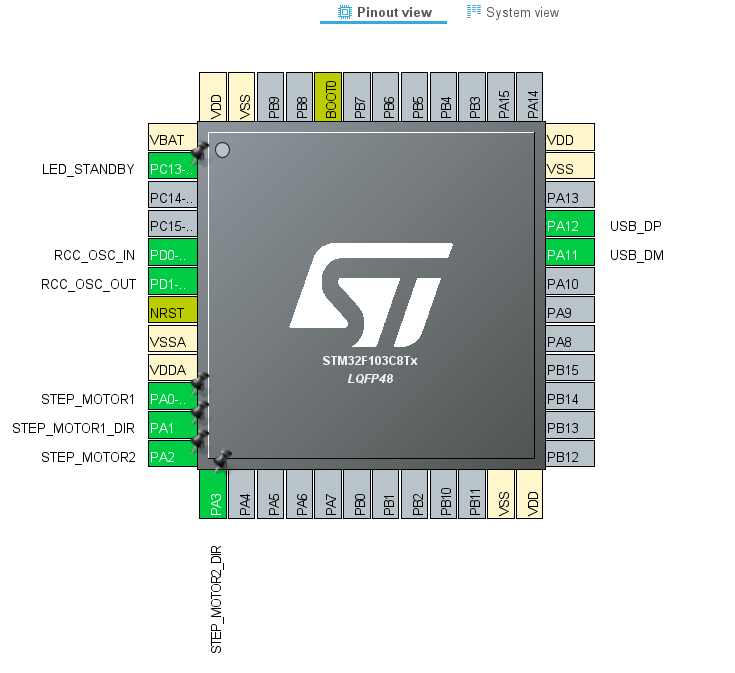 Pinout view
System view
VDD
VSS
PB9
PB8
BOOT0
PB7
PB6
PB5
PB4
PB3
PA15
PA14
VBAT
LED_STANDBY
PC13-..
PC14-..
PC15-..
RCC_OSC_IN
PD0-..
RCC_OSC_OUT
PD1-..
NRST
VSSA
VDDA
STEP_MOTOR1
PA0-..
STEP_MOTOR1_DIR
PA1
STEP_MOTOR2
PA2
ST
STM32F103C8Tx
LQFP48
VDD
VSS
PA13
PA12
USB_DP
PA11
USB_DM
PA10
PA9
PA8
PB15
PB14
PB13
PB12
PA3
PA4
PA5
PA6
PA7
PB0
PB1
PB2
PB10
PB11
VSS
VDD
STEP_MOTOR2_DIR